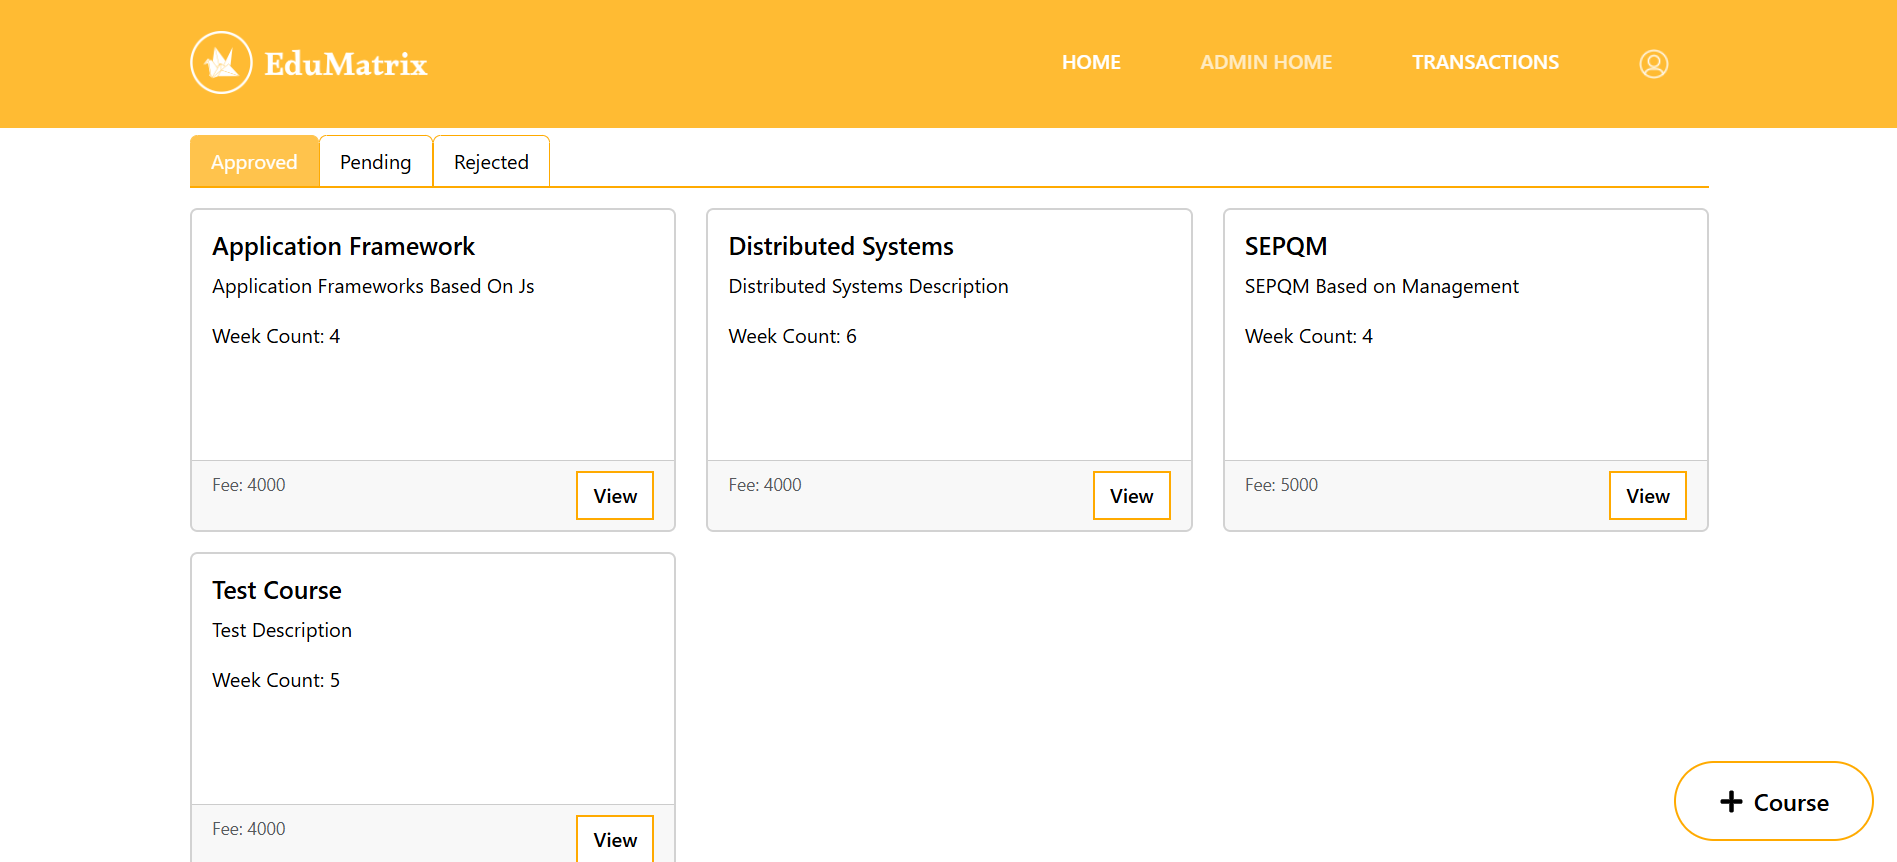 EduMatrix
HOME
ADMIN HOME
TRANSACTIONS
Approved
Pending
Rejected
Application Framework
Application Frameworks Based On Js
Week Count: 4
Fee: 4000
View
Distributed Systems
Distributed Systems Description
Week Count: 6
Fee: 4000
View
SEPQM
SEPQM Based on Management
Week Count: 4
Fee: 5000
View
Test Course
Test Description
Week Count: 5
Fee: 4000
View
Course